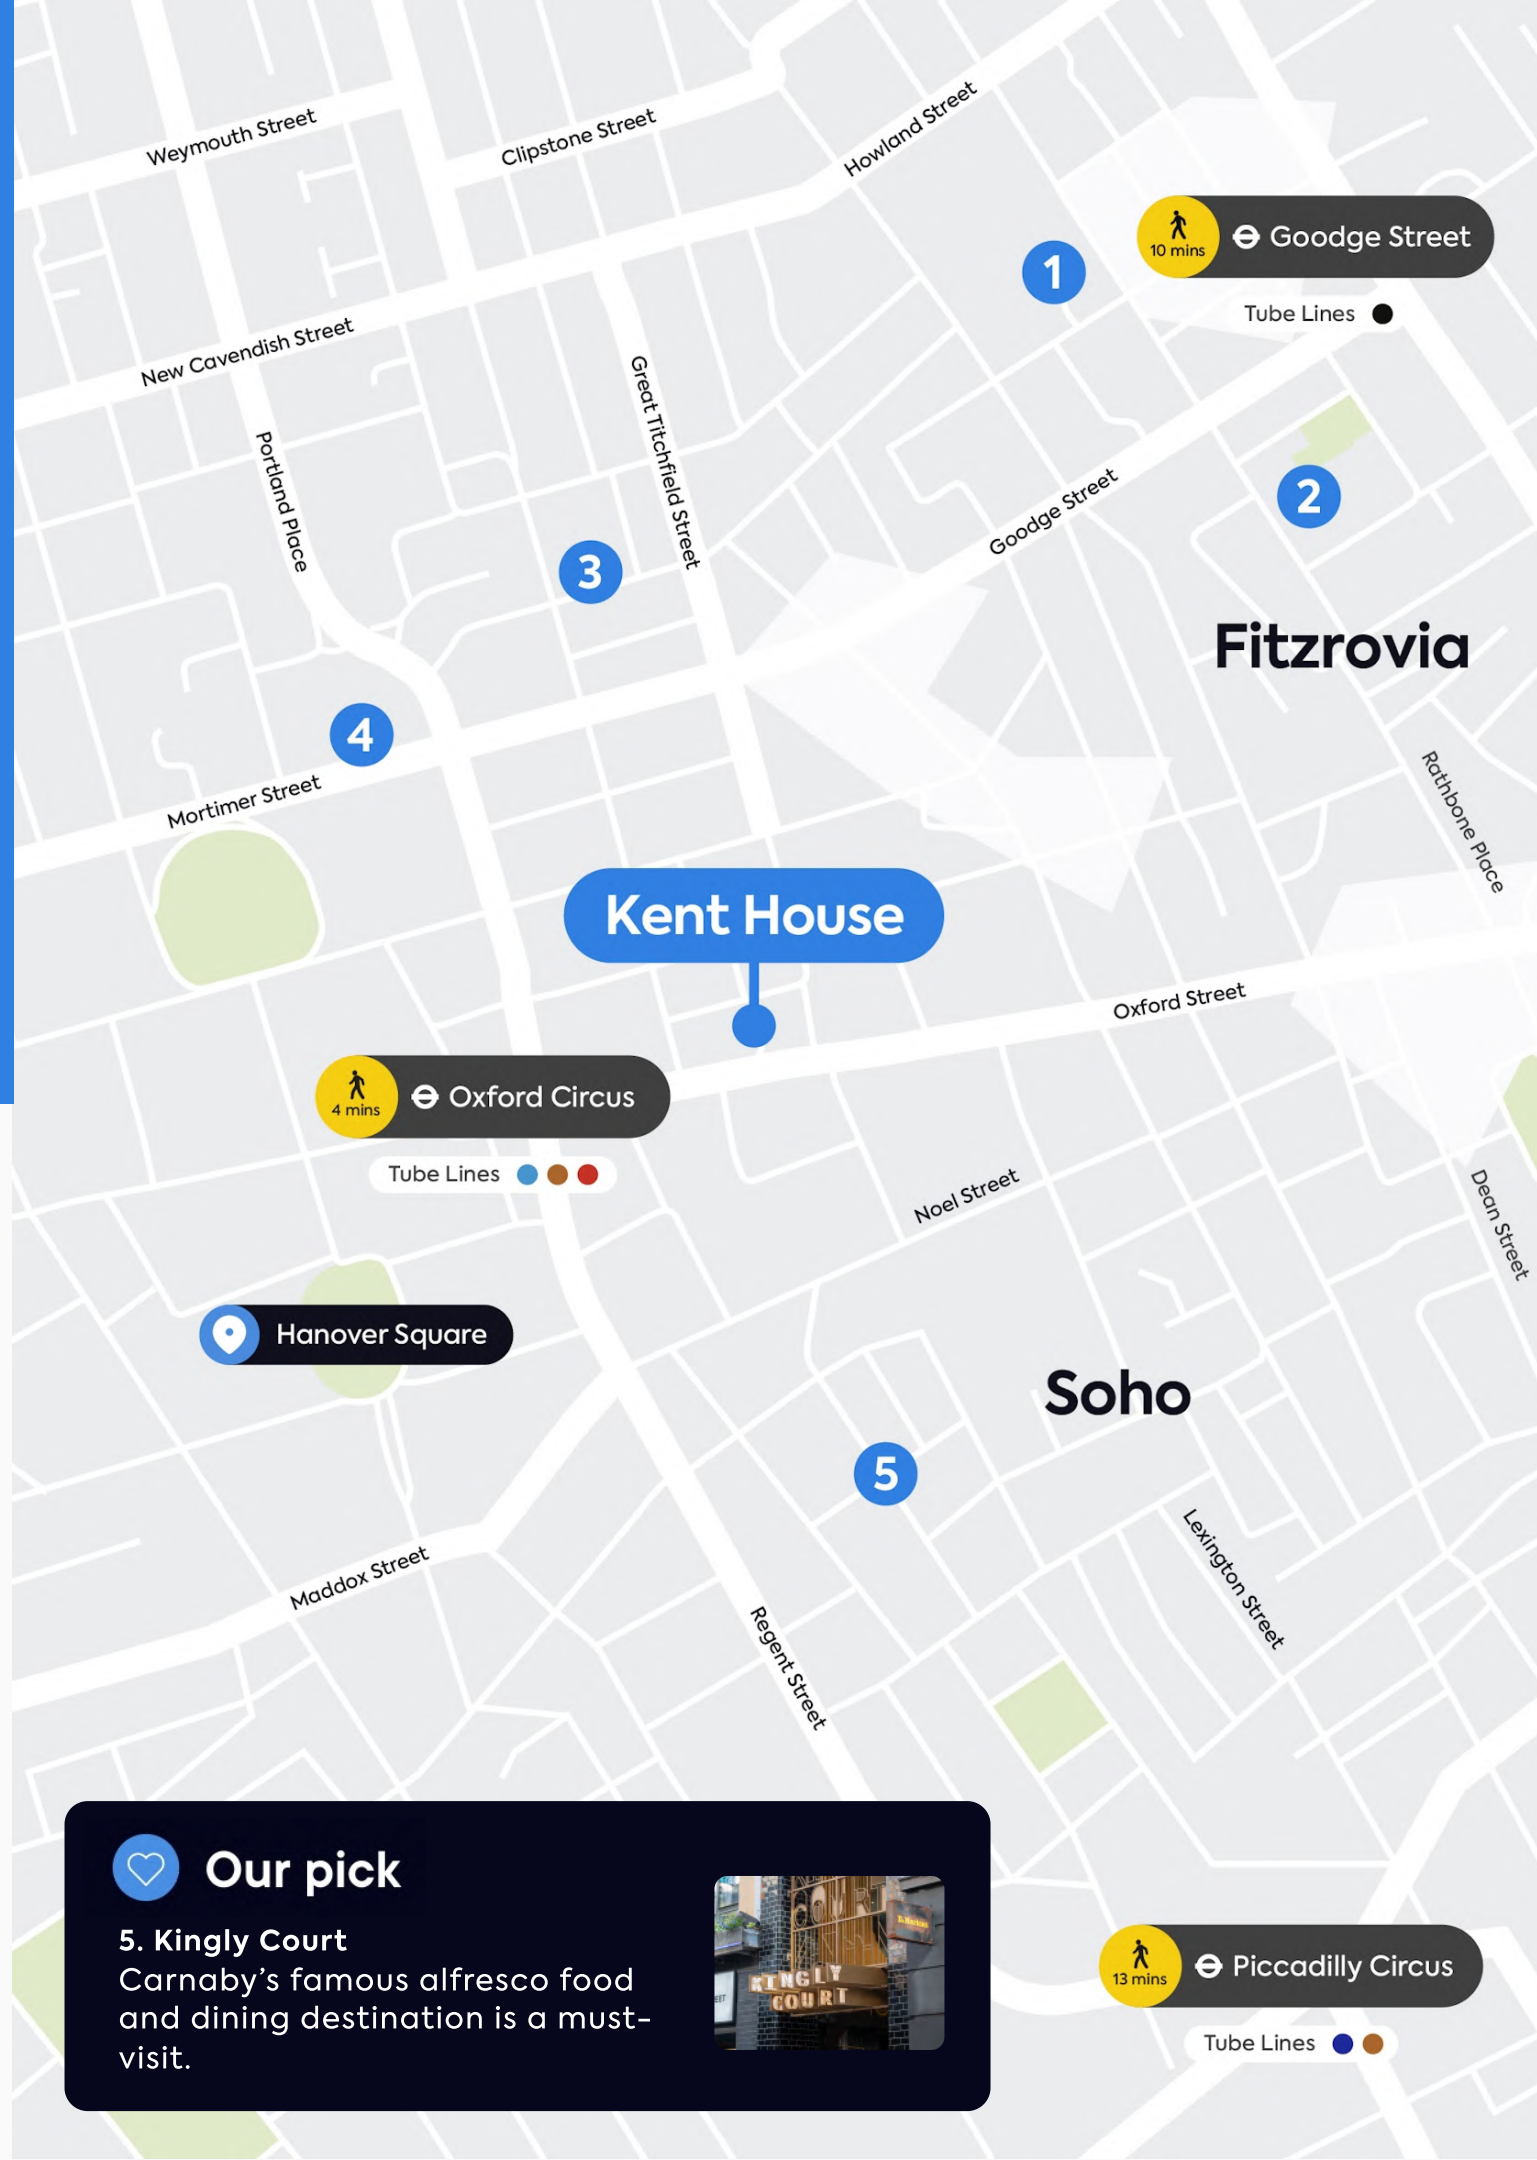 Weymouth Street
Clipstone Street
Howland Street
10 mins
Goodge Street
1
Tube Lines
New Cavendish Street
Great Titchfield Street
Portland Place
Goodge Street
2
3
Fitzrovia
4
Mortimer Street
Rathbone Place
Kent House
Oxford Street
4 mins
Oxford Circus
Tube Lines
Noel Street
Dean Street
Hanover Square
Soho
5
Lexington Street
Maddox Street
Regent Street
Our pick
5. Kingly Court
Carnaby’s famous alfresco food
and dining destination is a must-
visit.
COURT
KINGLY
COURT
13 mins
Piccadilly Circus
Tube Lines